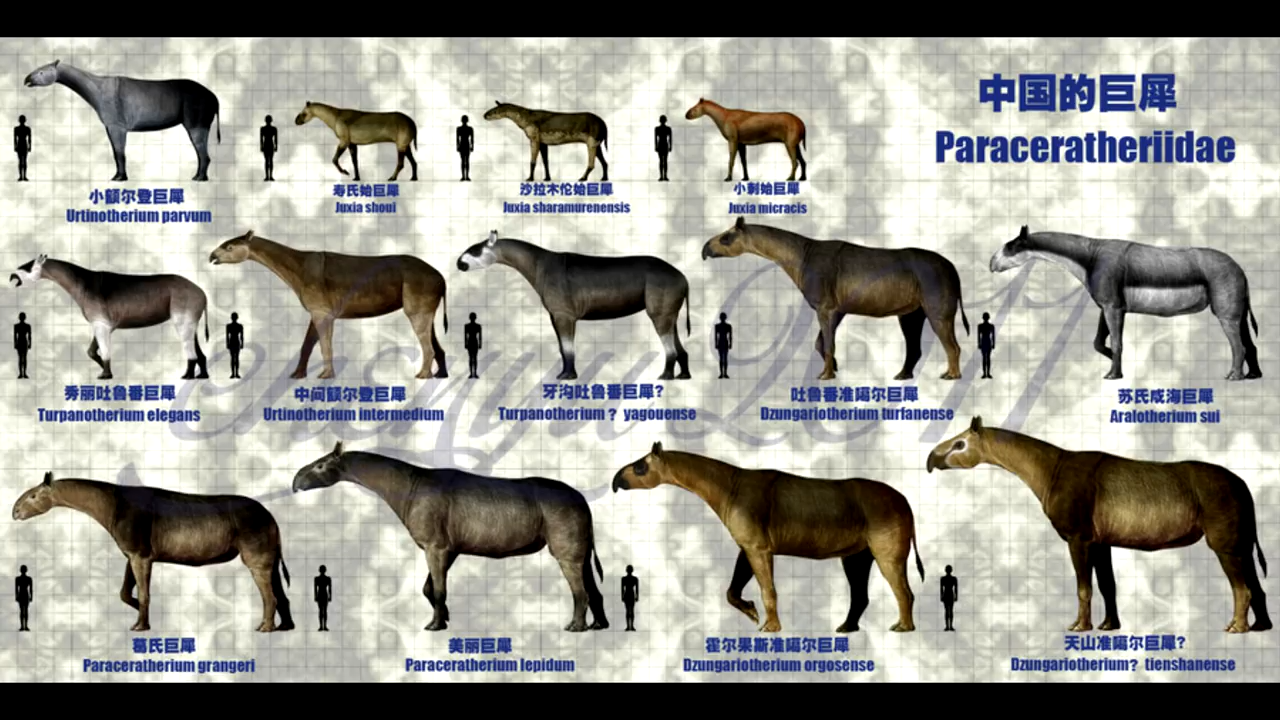 中国的巨犀
Paraceratheriidae
小额尔登巨犀
Urtinotherium parvum
寿氏始巨犀
Juxia shoui
沙拉木伦始巨犀
Juxia sharamurenensis
小刺始巨犀
Juxia micracis
秀丽吐鲁番巨犀
Turpanotherium elegans
中间额尔登巨犀
Urtinotherium intermedium
牙沟吐鲁番巨犀?
Turpanotherium ? yagouense
吐鲁番准噶尔巨犀
Dzungariotherium turfanense
苏氏咸海巨犀
Aralotherium sui
葛氏巨犀
Paraceratherium grangeri
美丽巨犀
Paraceratherium lepidum
霍尔果斯准噶尔巨犀
Dzungariotherium orgosense
天山准噶尔巨犀?
Dzungariotherium? tienshanense